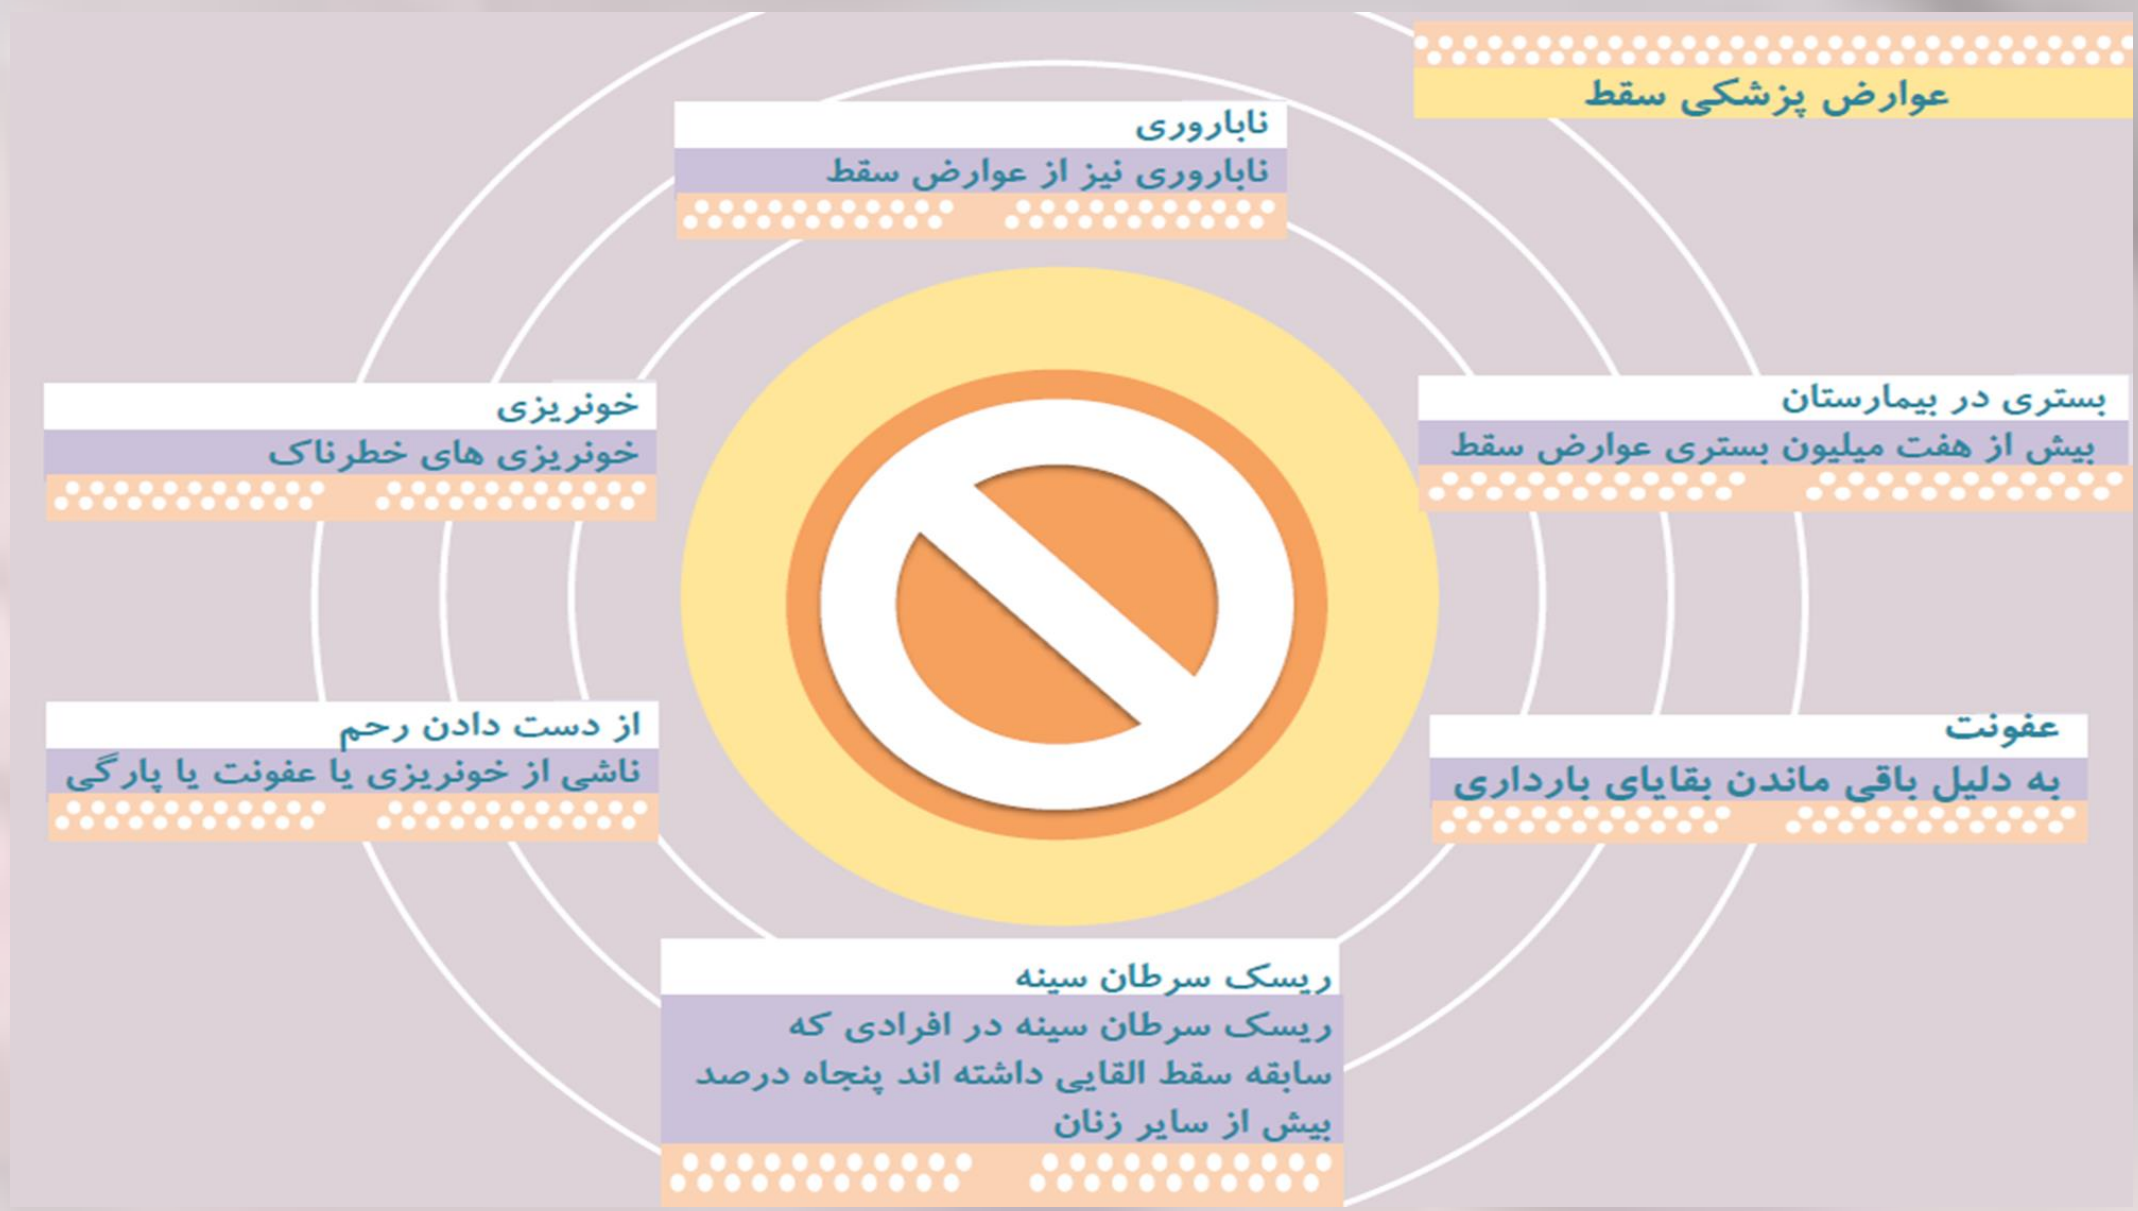 عوارض پزشکی سقط
ناباروری
ناباروری نیز از عوارض سقط
بستری در بیمارستان
بیش از هفت میلیون بستری عوارض سقط
خونریزی
خونریزی های خطرناک
عفونت
به دلیل باقی ماندن بقایای بارداری
از دست دادن رحم
ناشی از خونریزی یا عفونت یا پارگی
ریسک سرطان سینه
ریسک سرطان سینه در افرادی که
سابقه سقط القایی داشته اند پنجاه درصد
بیش از سایر زنان